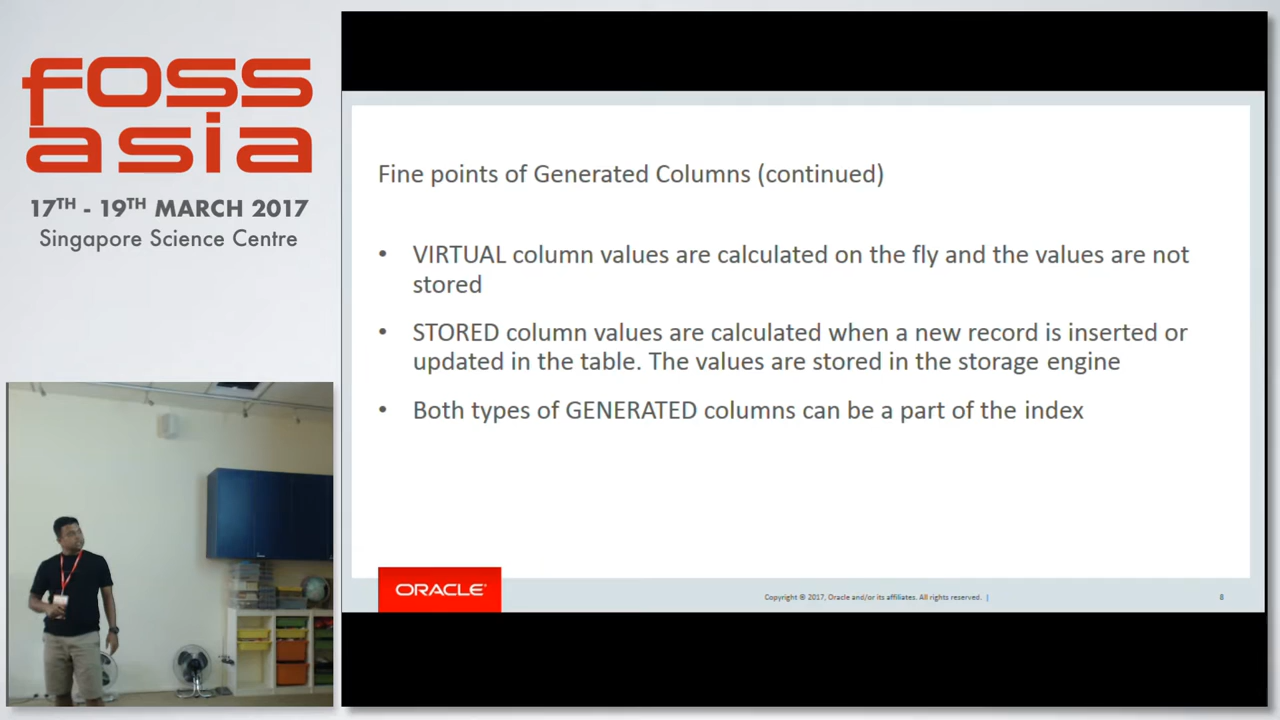 foss
asia
17TH - 19TH MARCH 2017
Singapore Science Centre
Fine points of Generated Columns (continued)
• VIRTUAL column values are calculated on the fly and the values are not
stored
• STORED column values are calculated when a new record is inserted or
updated in the table. The values are stored in the storage engine
• Both types of GENERATED columns can be a part of the index
ORACLE®
Copyright © 2017, Oracle and/or its affiliates. All rights reserved. |
8